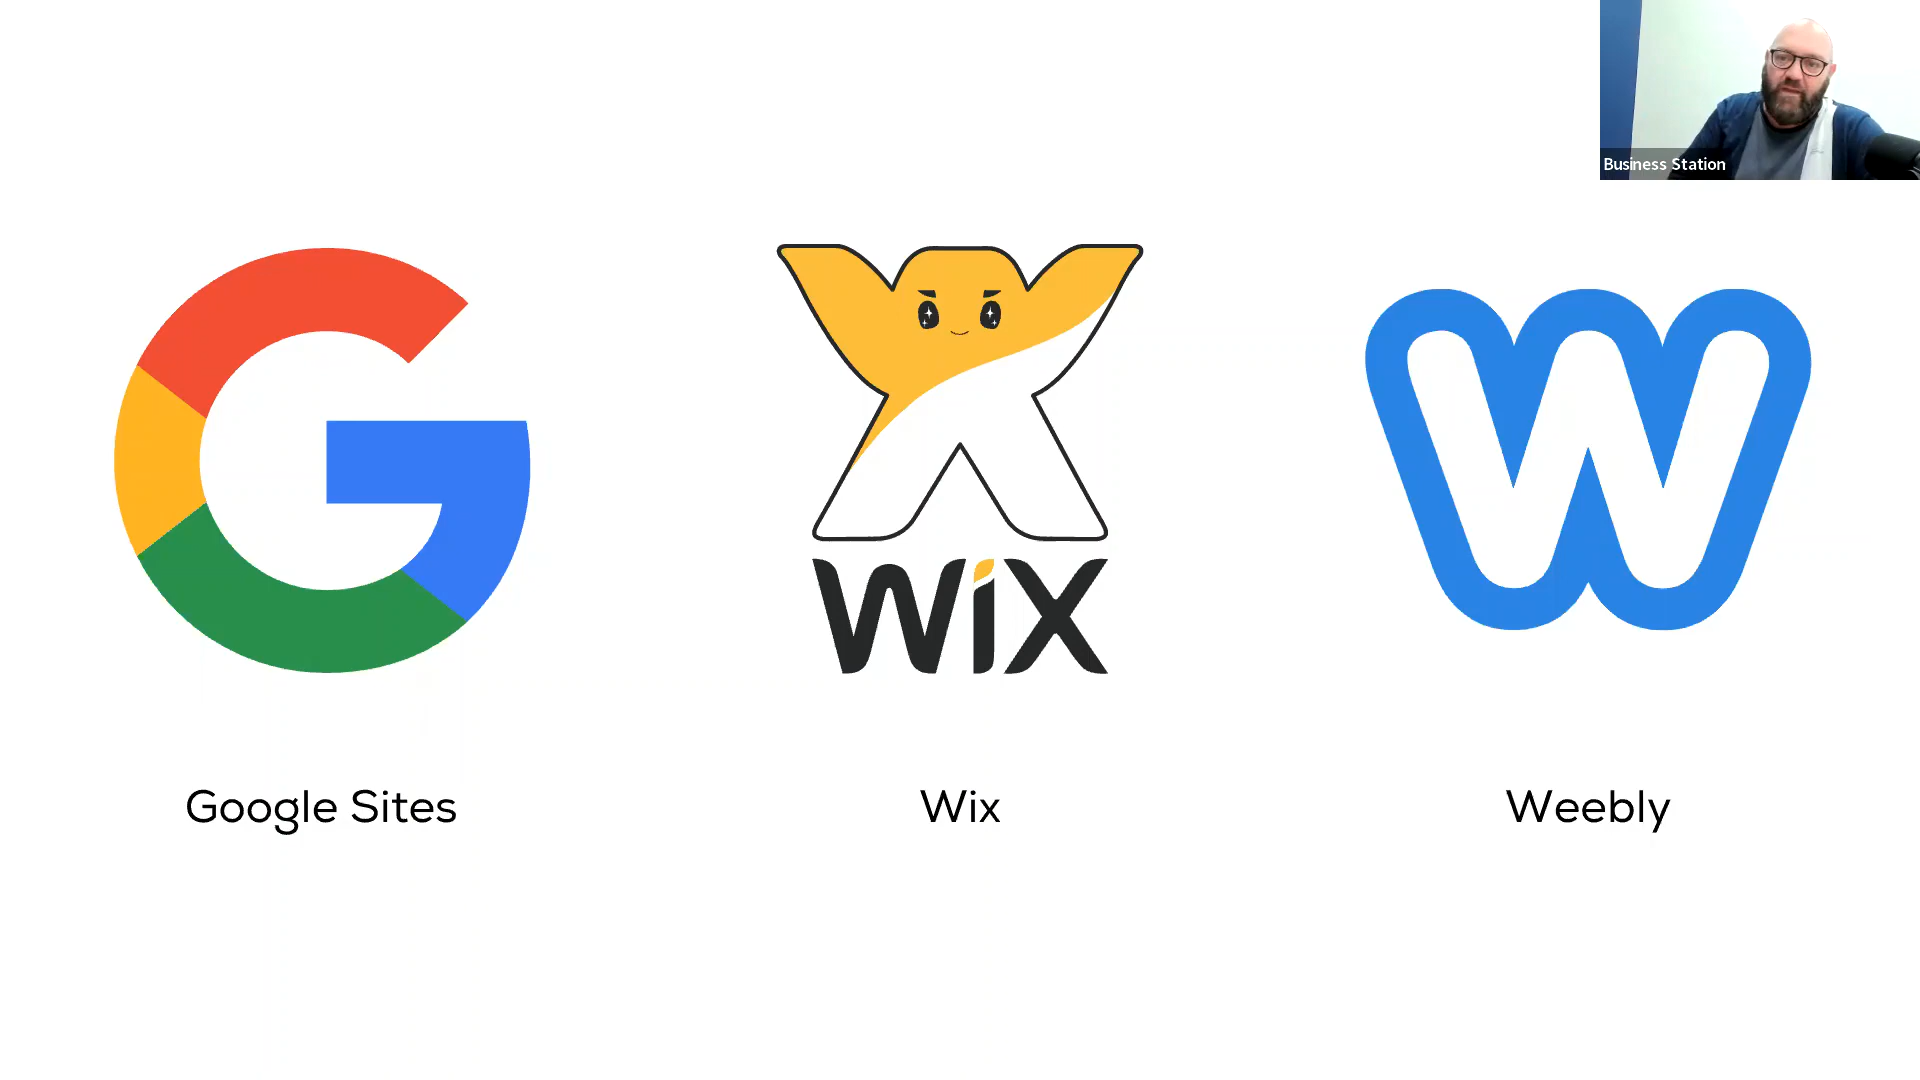 Business Station
WiX
Google Sites
Wix
Weebly